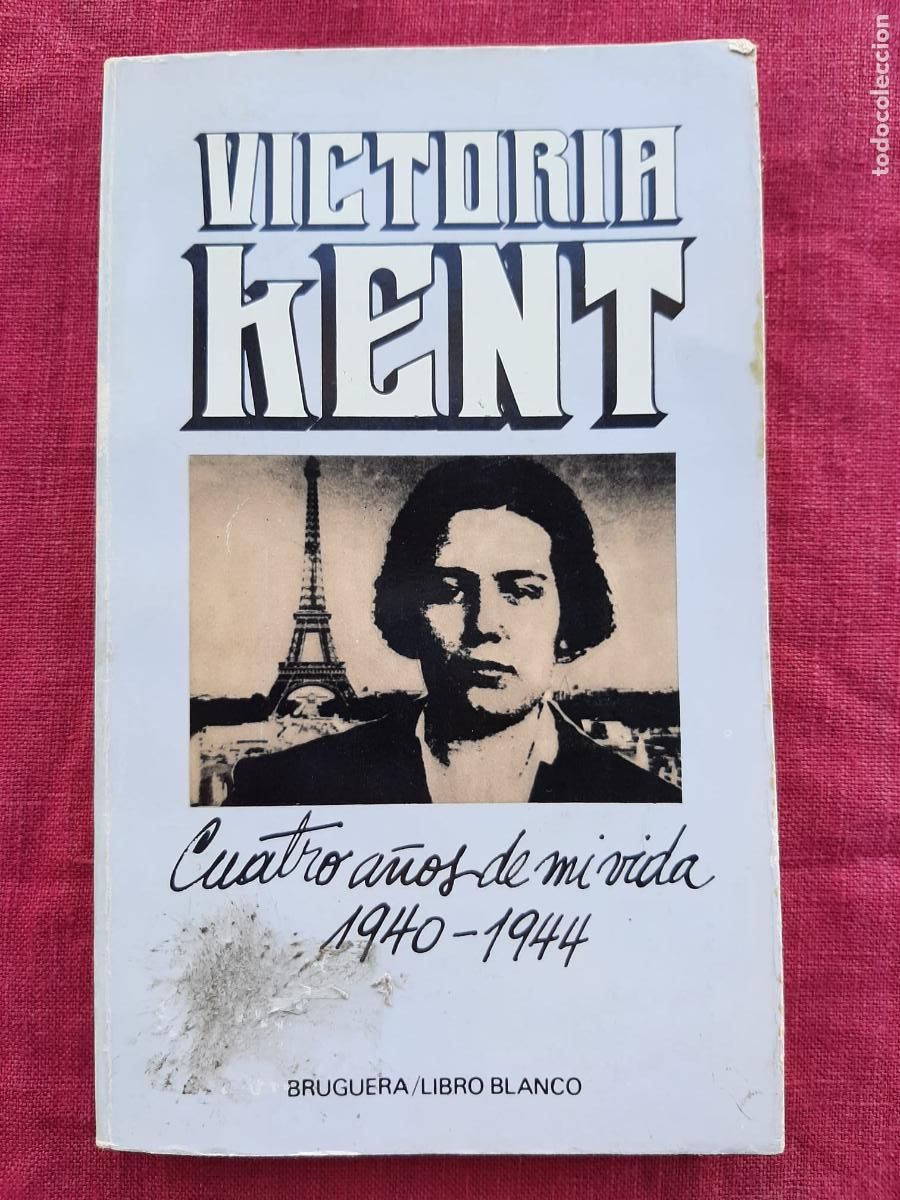 VICTORIA
KENT
Cuatro años de mi vida
1940-1944
BRUGUERA/LIBRO BLANCO
todocoleccion